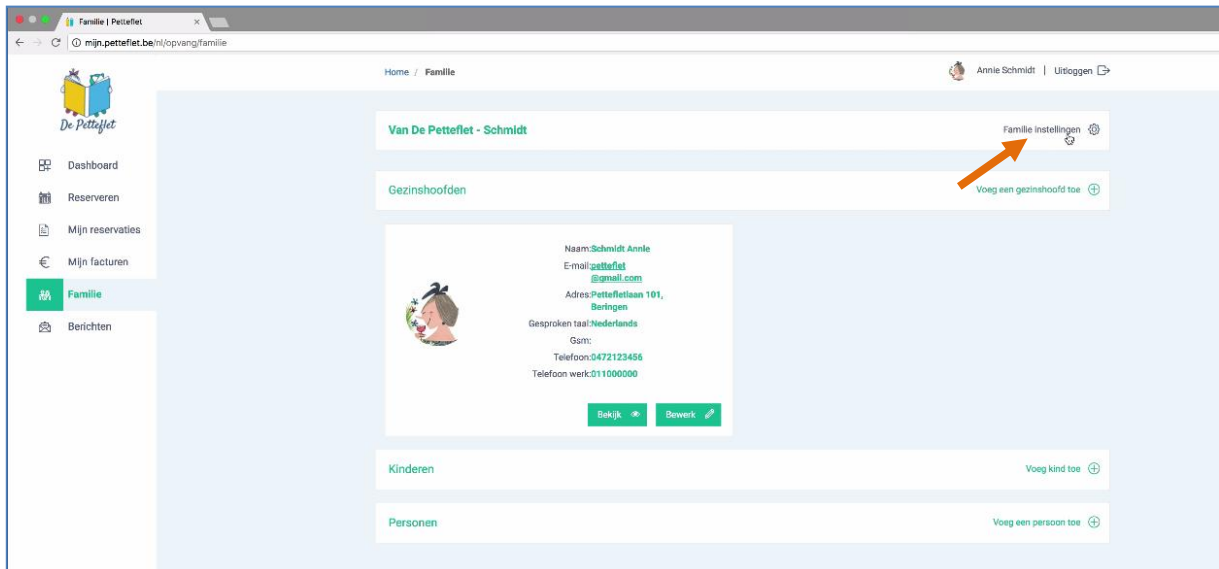 Familie | Petteflet
mijn.petteflet.be/nl/opvang/familie
De Petteflet
Home / Familie
Annie Schmidt | Uitloggen
Dashboard
Reserveren
Mijn reservaties
Mijn facturen
Familie
Berichten
Van De Petteflet - Schmidt
Familie instellingen
Gezinshoofden
Voeg een gezinshoofd toe
Naam:Schmidt Annie
E-mail:petteflet
@gmail.com
Adres:Pettefletlaan 101,
Beringen
Gesproken taal:Nederlands
Gsm:
Telefoon:0472123456
Telefoon werk:011000000
Bekijk
Bewerk
Kinderen
Voeg kind toe
Personen
Voeg een persoon toe